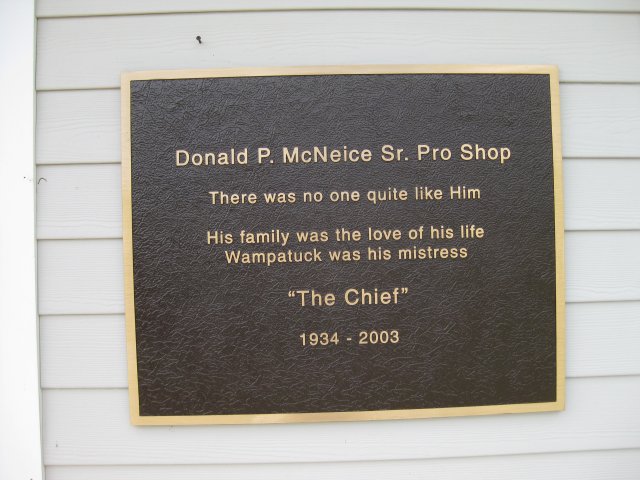 Donald P. McNeice Sr. Pro Shop
There was no one quite like Him
His family was the love of his life
Wampatuck was his mistress
“The Chief”
1934 - 2003